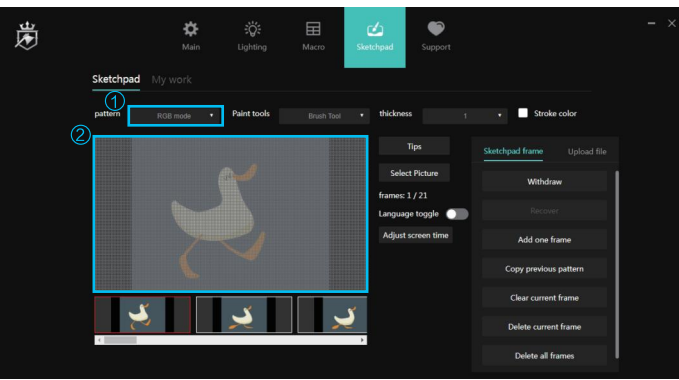 Main
Lighting
Macro
Sketchpad
Support
Sketchpad
My work
①
pattern
RGB mode
Paint tools
Brush Tool
thickness
1
Stroke color
②
Tips
Select Picture
frames: 1 / 21
Language toggle
Adjust screen time
Sketchpad frame
Upload file
Withdraw
Recover
Add one frame
Copy previous pattern
Clear current frame
Delete current frame
Delete all frames